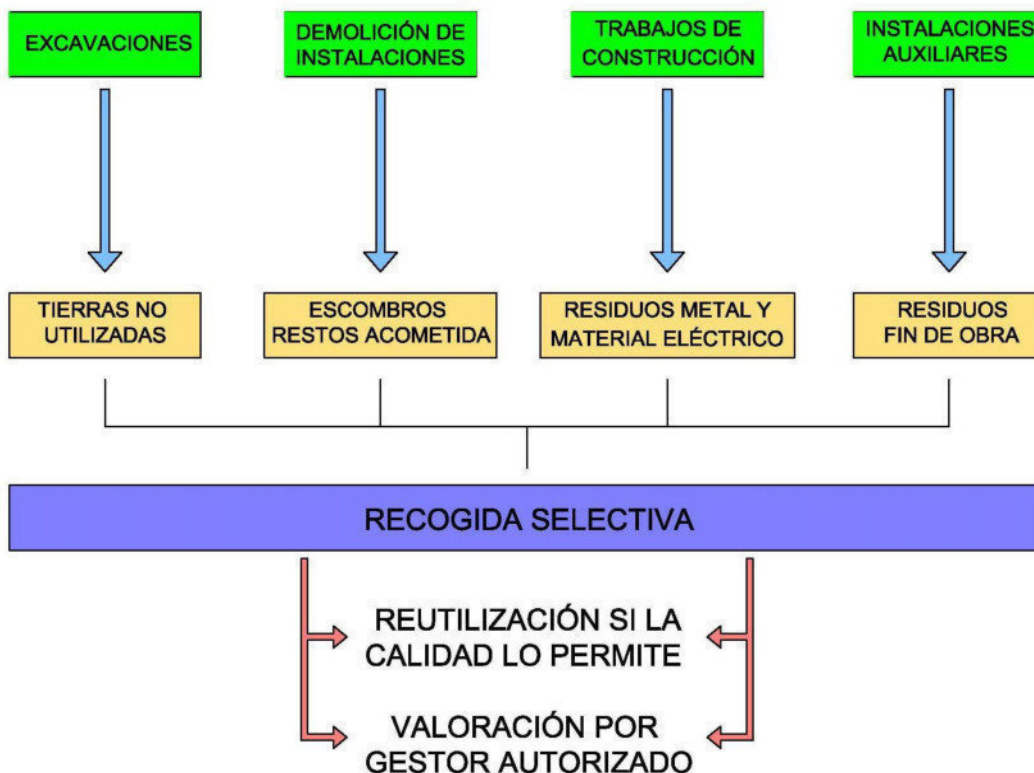 EXCAVACIONES
DEMOLICIÓN DE
INSTALACIONES
TRABAJOS DE
CONSTRUCCIÓN
INSTALACIONES
AUXILIARES
TIERRAS NO
UTILIZADAS
ESCOMBROS
RESTOS ACOMETIDA
RESIDUOS METAL Y
MATERIAL ELÉCTRICO
RESIDUOS
FIN DE OBRA
RECOGIDA SELECTIVA
REUTILIZACIÓN SI LA
CALIDAD LO PERMITE
VALORACIÓN POR
GESTOR AUTORIZADO